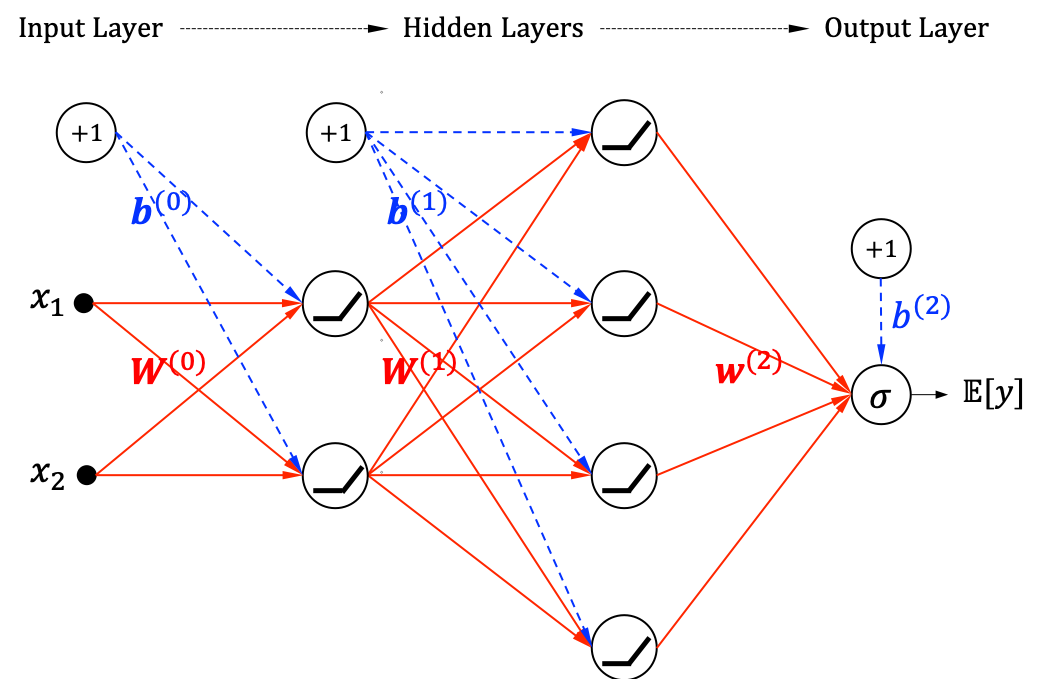 Input Layer Hidden Layers Output Layer
+1 +1
b^(0) b^(1)
+1
x₁
b^(2)
W^(0) W^(1) w^(2)
σ 𝔼[y]
x₂